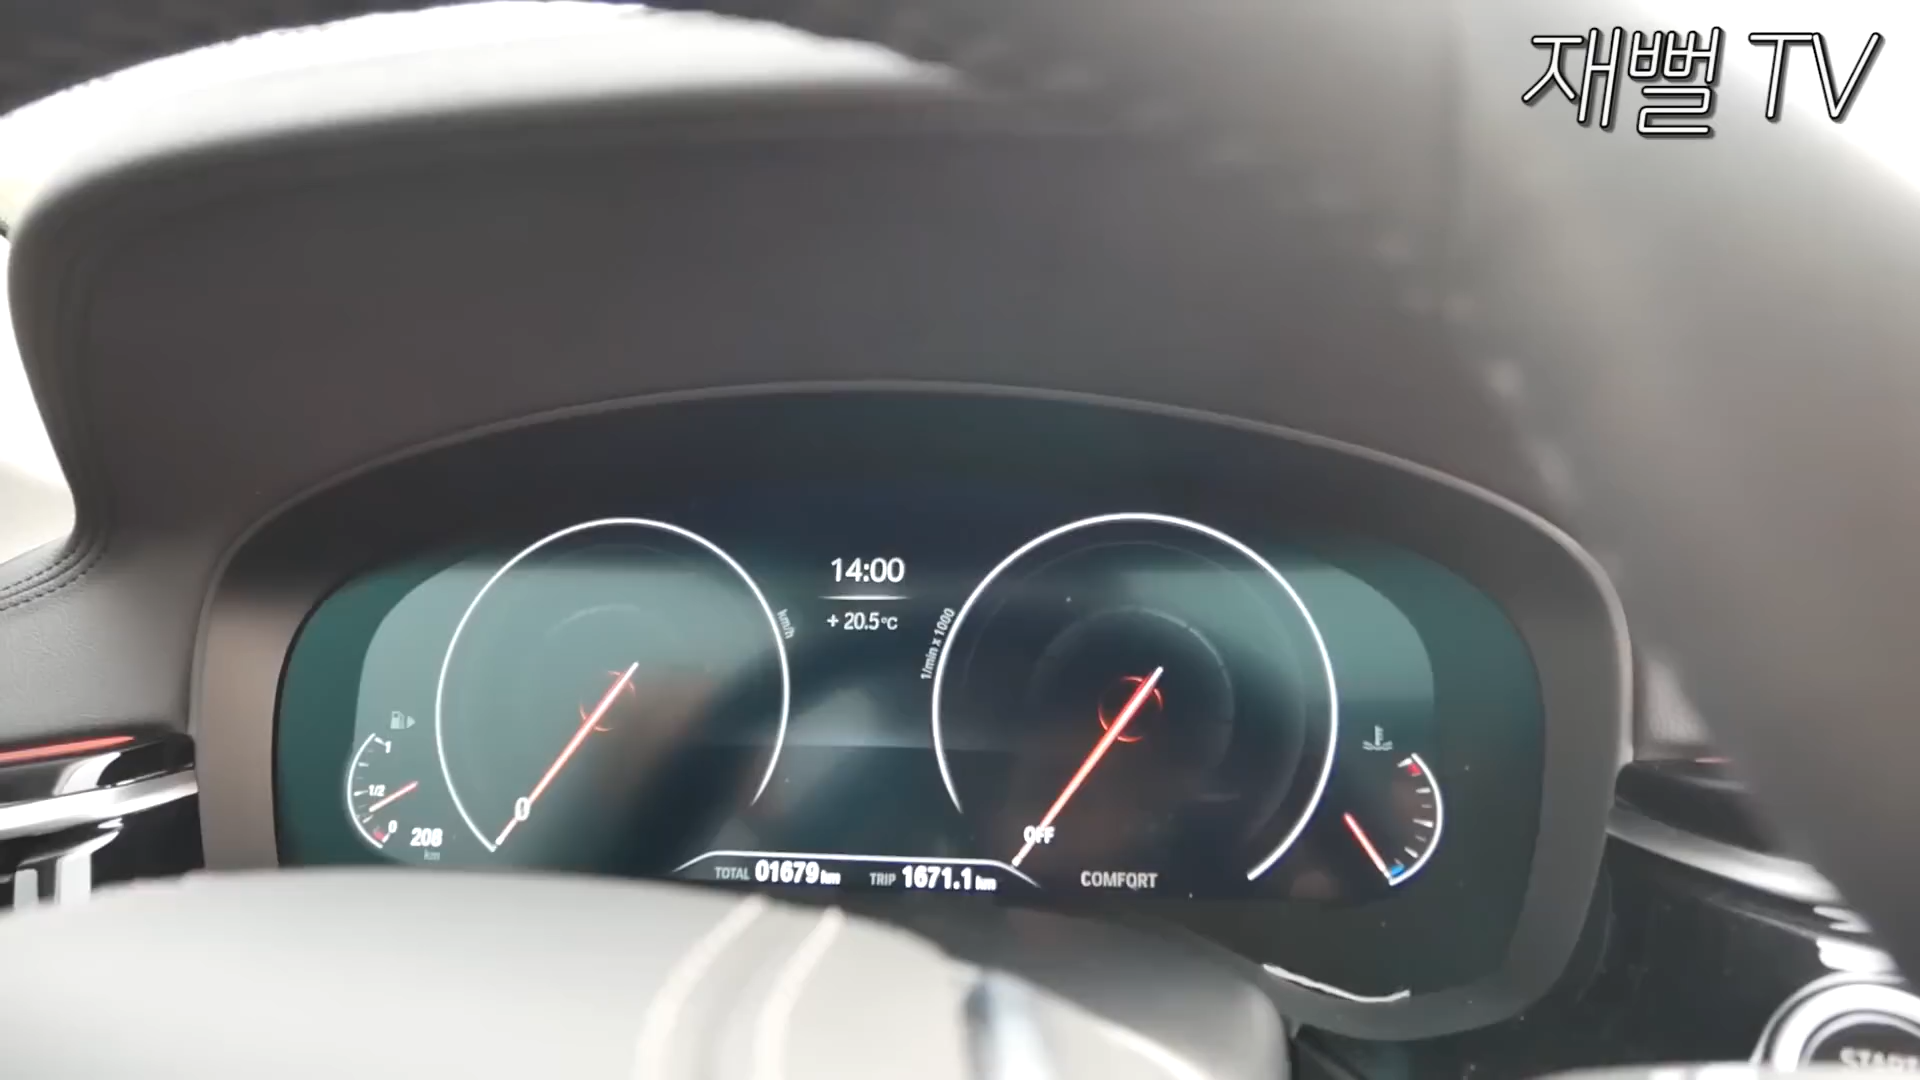 재뻘 TV
14:00
+ 20.5°C
km/h
1/min x 1000
1
1/2
0
208
km
0
OFF
TOTAL 01679 km TRIP 1671.1 km
COMFORT
START